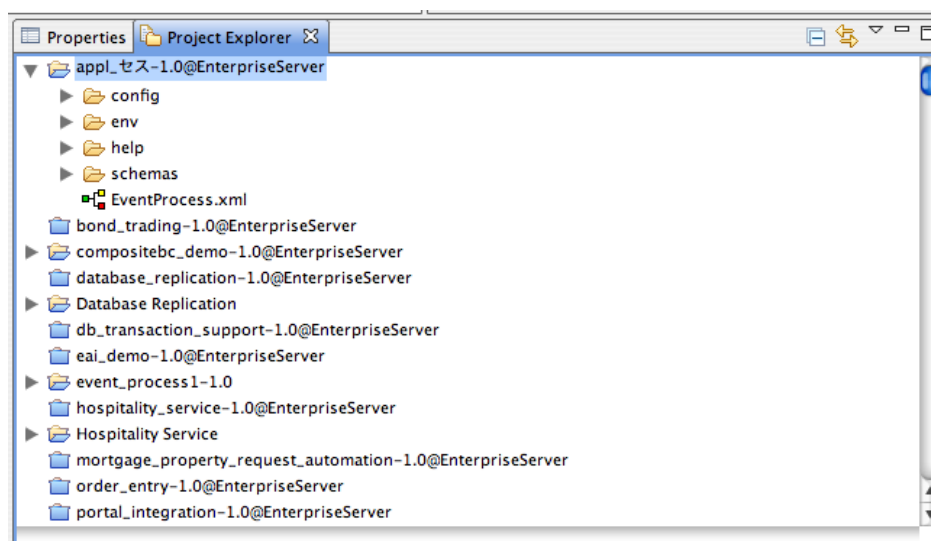 Properties Project Explorer
appl_セス-1.0@EnterpriseServer
config
env
help
schemas
EventProcess.xml
bond_trading-1.0@EnterpriseServer
compositebc_demo-1.0@EnterpriseServer
database_replication-1.0@EnterpriseServer
Database Replication
db_transaction_support-1.0@EnterpriseServer
eai_demo-1.0@EnterpriseServer
event_process1-1.0
hospitality_service-1.0@EnterpriseServer
Hospitality Service
mortgage_property_request_automation-1.0@EnterpriseServer
order_entry-1.0@EnterpriseServer
portal_integration-1.0@EnterpriseServer